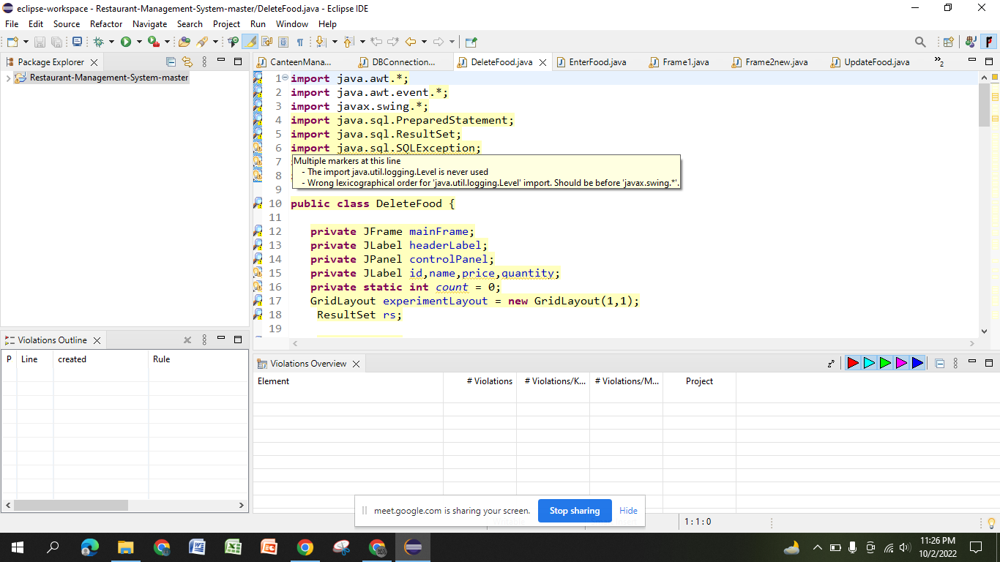 eclipse-workspace - Restaurant-Management-System-master/DeleteFood.java - Eclipse IDE
File Edit Source Refactor Navigate Search Project Run Window Help
Package Explorer
Restaurant-Management-System-master
CanteenMana... DBConnection... DeleteFood.java EnterFood.java Frame1.java Frame2new.java UpdateFood.java 2
1 import java.awt.*;
2 import java.awt.event.*;
3 import javax.swing.*;
4 import java.sql.PreparedStatement;
5 import java.sql.ResultSet;
6 import java.sql.SQLException;
7
8
Multiple markers at this line
- The import java.util.logging.Level is never used
- Wrong lexicographical order for 'java.util.logging.Level' import. Should be before 'javax.swing.*'.
9
10 public class DeleteFood {
11
12 private JFrame mainFrame;
13 private JLabel headerLabel;
14 private JPanel controlPanel;
15 private JLabel id,name,price,quantity;
16 private static int count = 0;
17 GridLayout experimentLayout = new GridLayout(1,1);
18 ResultSet rs;
19
Violations Outline
P Line created Rule
Violations Overview
Element # Violations # Violations/K... # Violations/M... Project
meet.google.com is sharing your screen. Stop sharing Hide
1:1:0
11:26 PM
10/2/2022